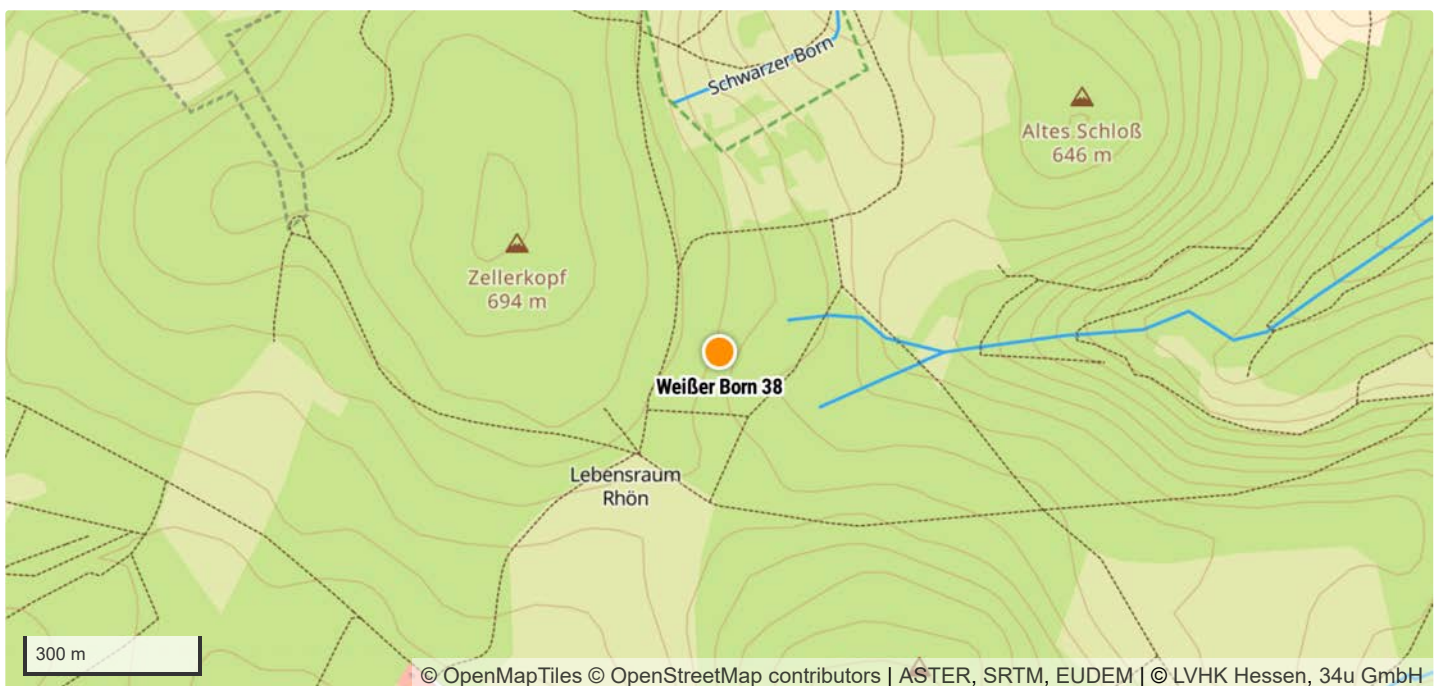 Schwarzer Born
Altes Schloß
646 m
Zellerkopf
694 m
Weißer Born 38
Lebensraum
Rhön
300 m
© OpenMapTiles © OpenStreetMap contributors | ASTER, SRTM, EUDEM | © LVHK Hessen, 34u GmbH